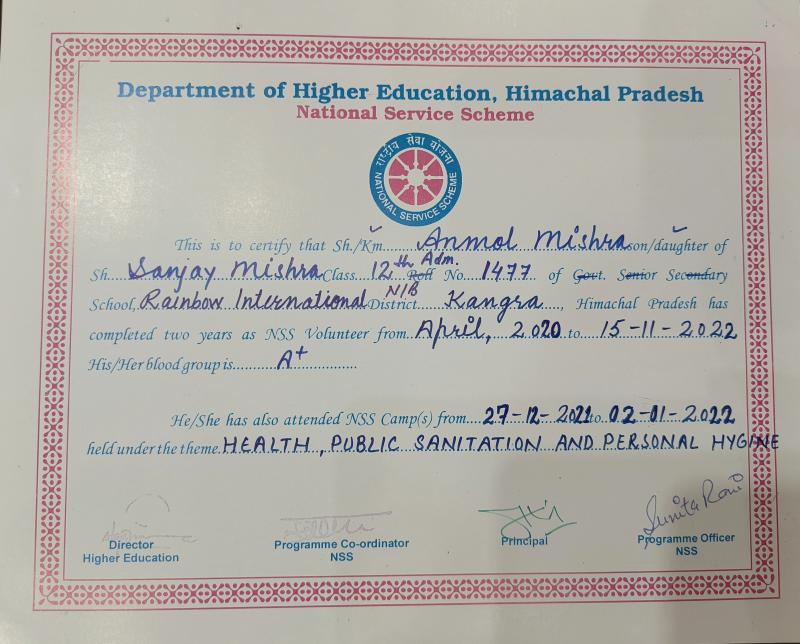 Department of Higher Education, Himachal Pradesh
National Service Scheme
राष्ट्रीय सेवा योजना
NATIONAL SERVICE SCHEME
This is to certify that Sh./Km. Anmol Mishra son/daughter of
Sh. Sanjay Mishra Class 12th Adm. Roll No. 1477 of Govt. Senior Secondary
School, Rainbow International N/B District Kangra, Himachal Pradesh has
completed two years as NSS Volunteer from April, 2020 to 15-11-2022
His/Her blood group is A+
He/She has also attended NSS Camp(s) from 27-12-2021 to 02-01-2022
held under the theme HEALTH, PUBLIC SANITATION AND PERSONAL HYGINE
Sunita Rani
Director Programme Co-ordinator Principal Programme Officer
Higher Education NSS NSS